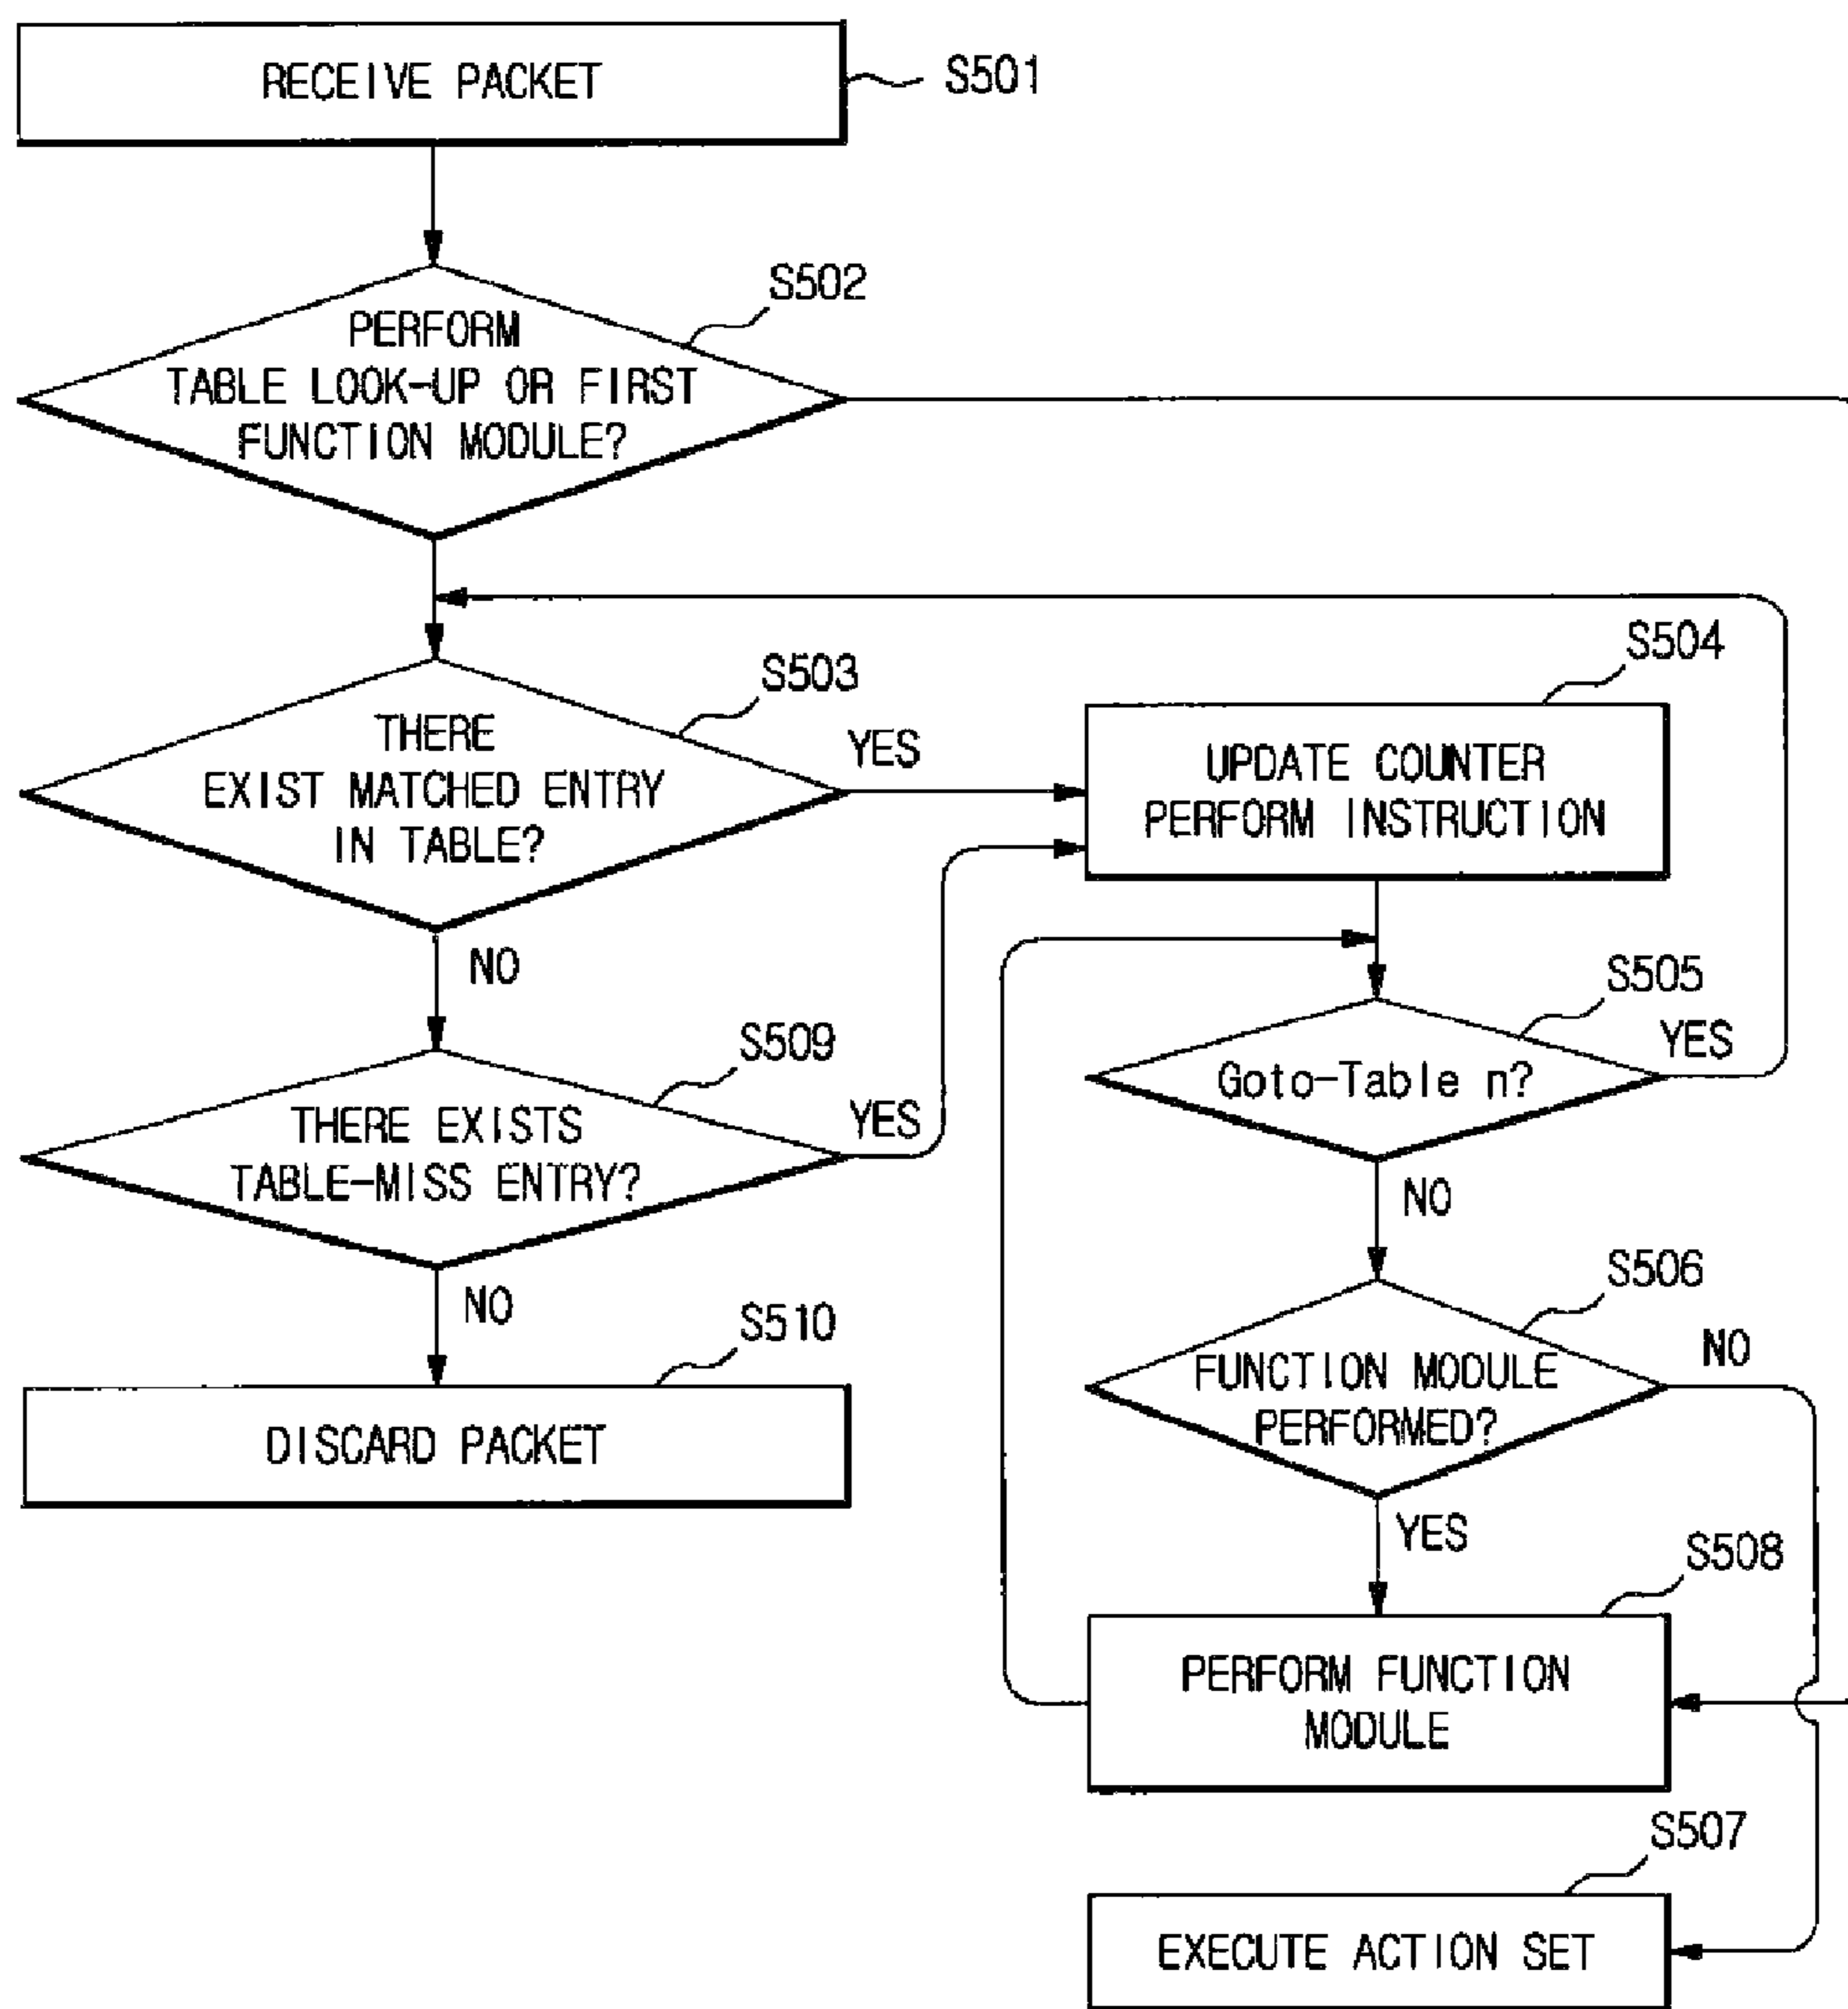 RECEIVE PACKET
S501
S502
PERFORM
TABLE LOOK-UP OR FIRST
FUNCTION MODULE?
S503
THERE
EXIST MATCHED ENTRY
IN TABLE?
YES
NO
S504
UPDATE COUNTER
PERFORM INSTRUCTION
S505
Goto-Table n?
YES
NO
S509
THERE EXISTS
TABLE-MISS ENTRY?
YES
NO
S506
FUNCTION MODULE
PERFORMED?
NO
YES
S510
DISCARD PACKET
S508
PERFORM FUNCTION
MODULE
S507
EXECUTE ACTION SET